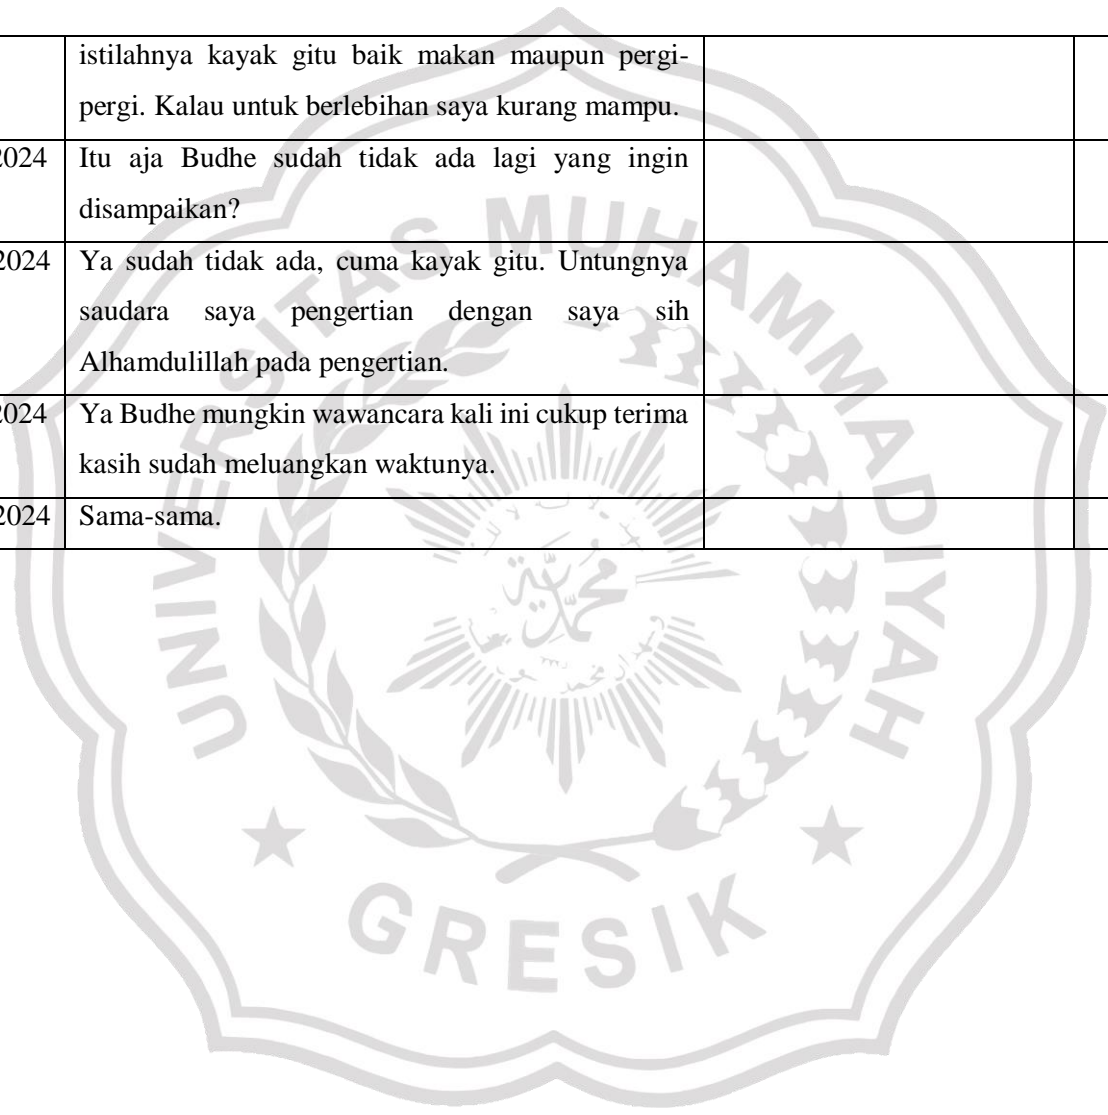 istilahnya kayak gitu baik makan maupun pergi-
pergi. Kalau untuk berlebihan saya kurang mampu.
2024 Itu aja Budhe sudah tidak ada lagi yang ingin
disampaikan?
2024 Ya sudah tidak ada, cuma kayak gitu. Untungnya
saudara saya pengertian dengan saya sih
Alhamdulillah pada pengertian.
2024 Ya Budhe mungkin wawancara kali ini cukup terima
kasih sudah meluangkan waktunya.
2024 Sama-sama.
UNIVERSITAS MUHAMMADIYAH
GRESIK